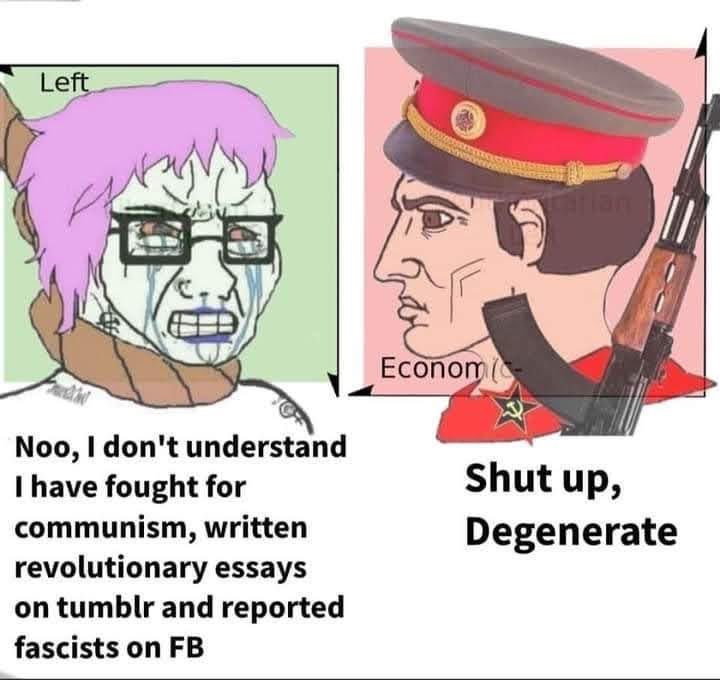 Left
Economic-
Noo, I don't understand
I have fought for
communism, written
revolutionary essays
on tumblr and reported
fascists on FB
Shut up,
Degenerate